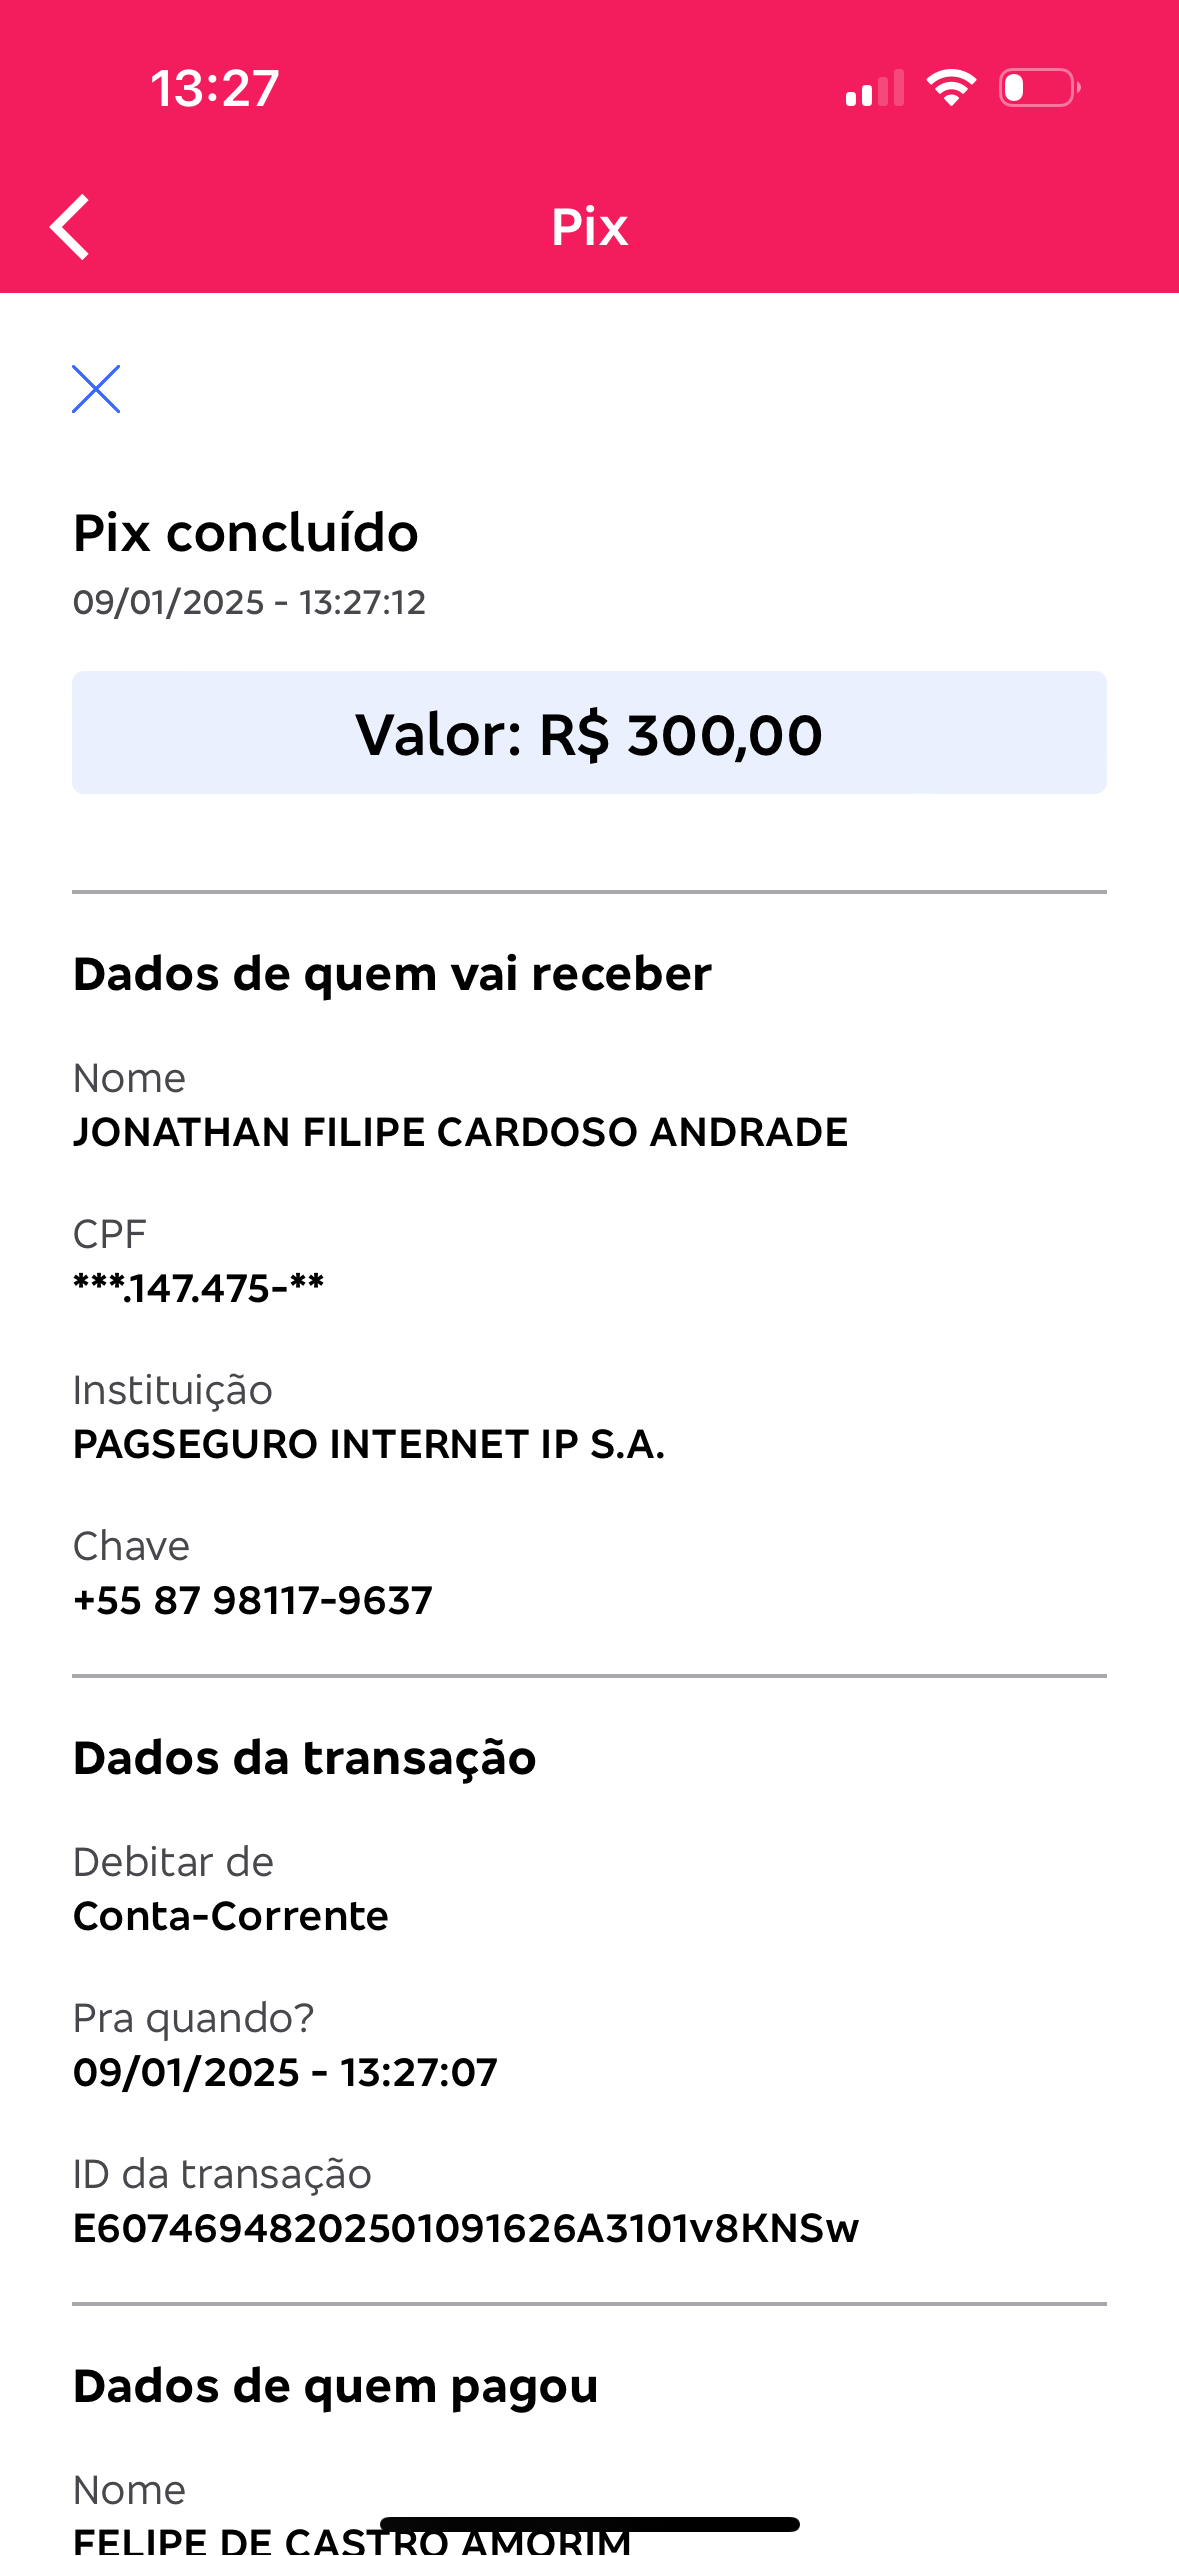 13:27
Pix
Pix concluído
09/01/2025 - 13:27:12
Valor: R$ 300,00
Dados de quem vai receber
Nome
JONATHAN FILIPE CARDOSO ANDRADE
CPF
***.147.475-**
Instituição
PAGSEGURO INTERNET IP S.A.
Chave
+55 87 98117-9637
Dados da transação
Debitar de
Conta-Corrente
Pra quando?
09/01/2025 - 13:27:07
ID da transação
E60746948202501091626A3101v8KNSw
Dados de quem pagou
Nome
FELIPE DE CASTRO AMORIM